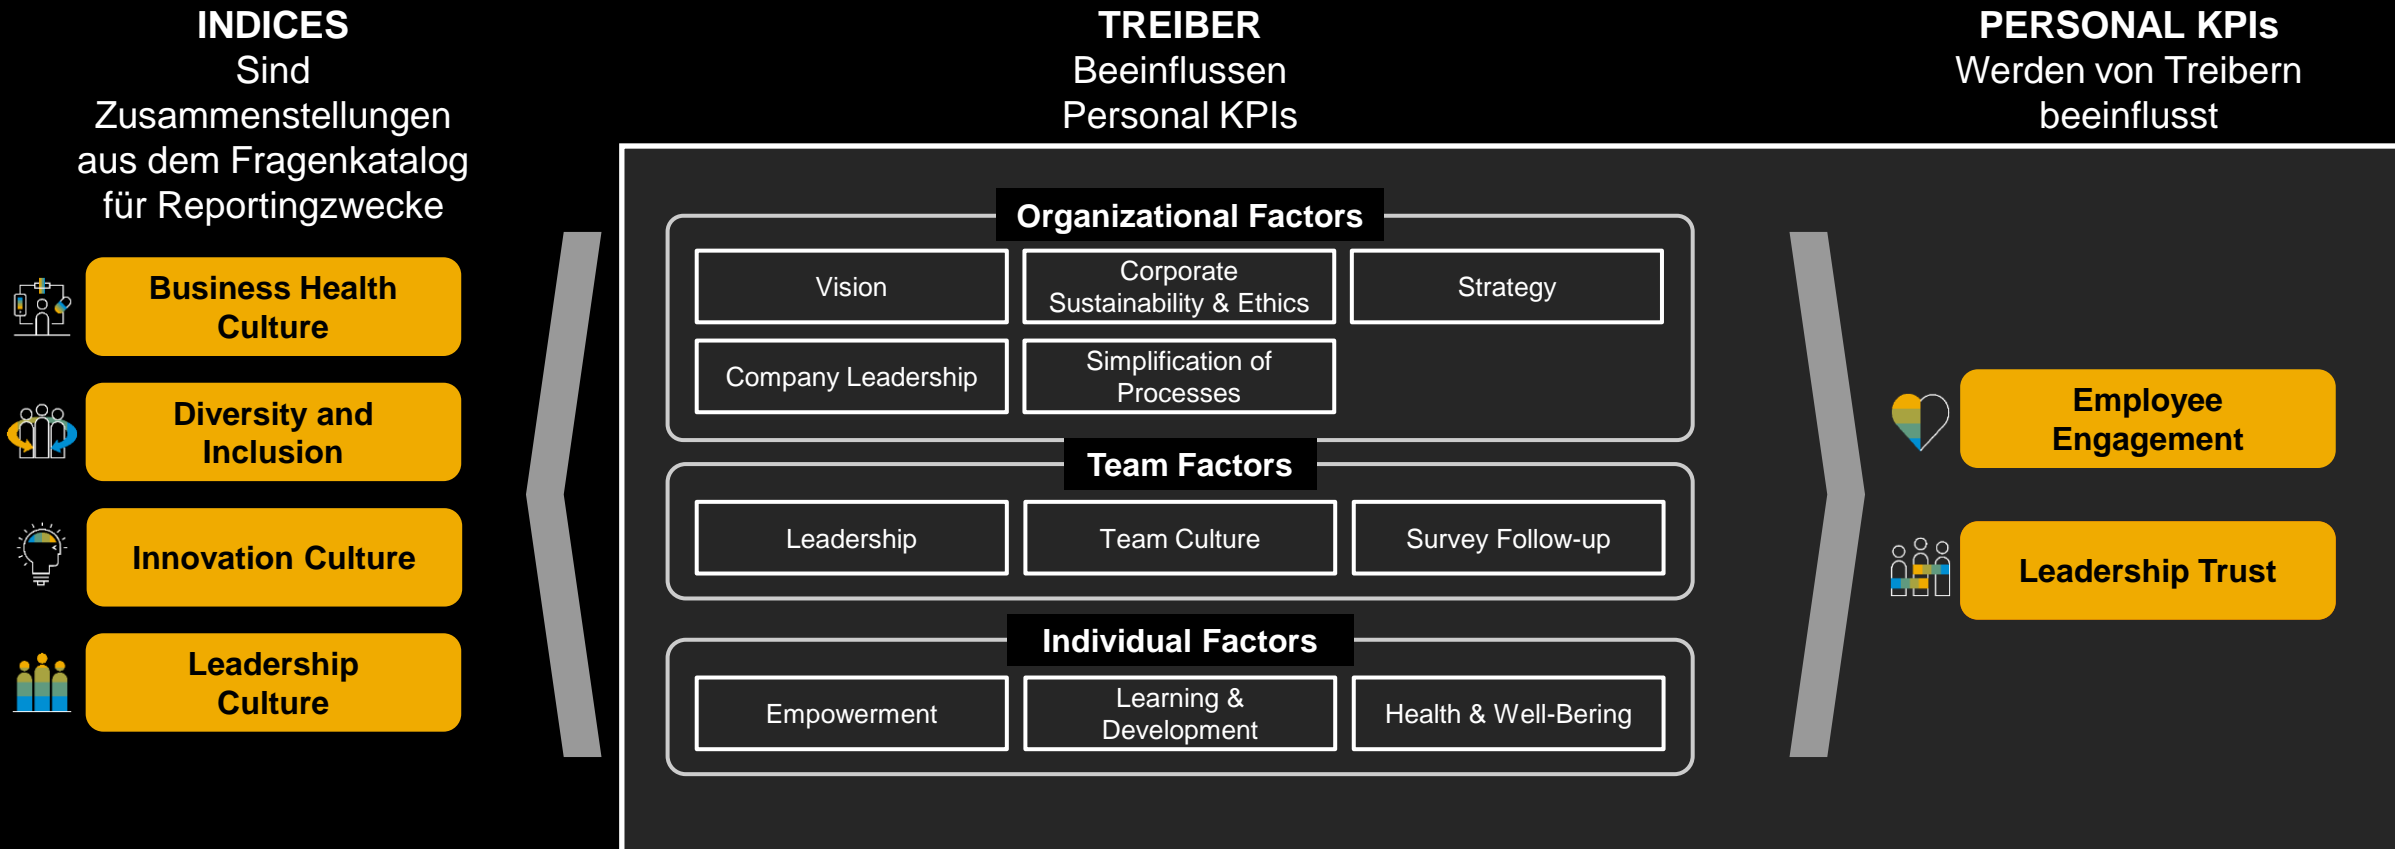 INDICES
Sind
Zusammenstellungen
aus dem Fragenkatalog
für Reportingzwecke
Business Health
Culture
Diversity and
Inclusion
Innovation Culture
Leadership
Culture
TREIBER
Beeinflussen
Personal KPIs
Organizational Factors
Vision
Corporate
Sustainability & Ethics
Strategy
Company Leadership
Simplification of
Processes
Team Factors
Leadership
Team Culture
Survey Follow-up
Individual Factors
Empowerment
Learning &
Development
Health & Well-Bering
PERSONAL KPIs
Werden von Treibern
beeinflusst
Employee
Engagement
Leadership Trust